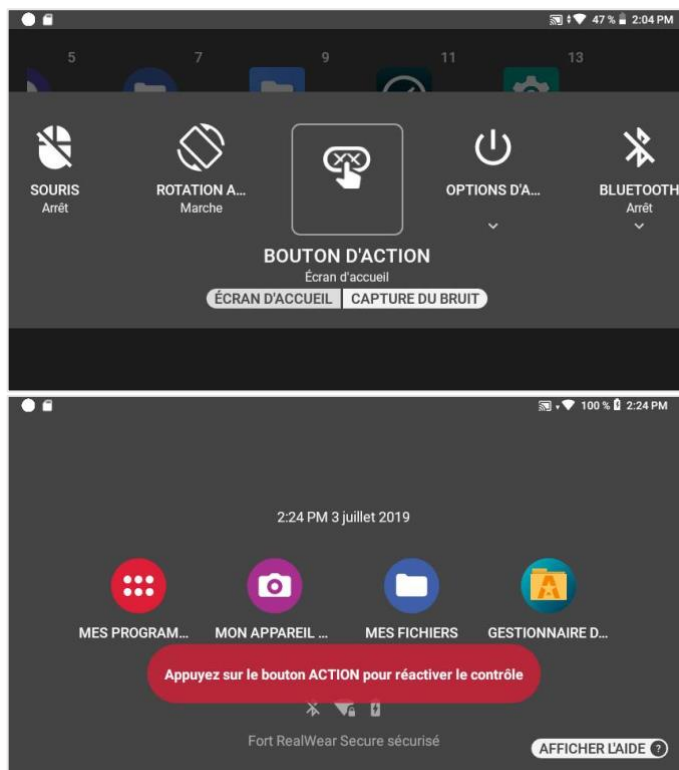 47 % 2:04 PM
5 7 9 11 13
SOURIS ROTATION A... OPTIONS D'A... BLUETOOTH
Arrêt Marche Arrêt
BOUTON D'ACTION
Écran d'accueil
ÉCRAN D'ACCUEIL CAPTURE DU BRUIT
100 % 2:24 PM
2:24 PM 3 juillet 2019
MES PROGRAM... MON APPAREIL ... MES FICHIERS GESTIONNAIRE D...
Appuyez sur le bouton ACTION pour réactiver le contrôle
Fort RealWear Secure sécurisé
AFFICHER L'AIDE ?